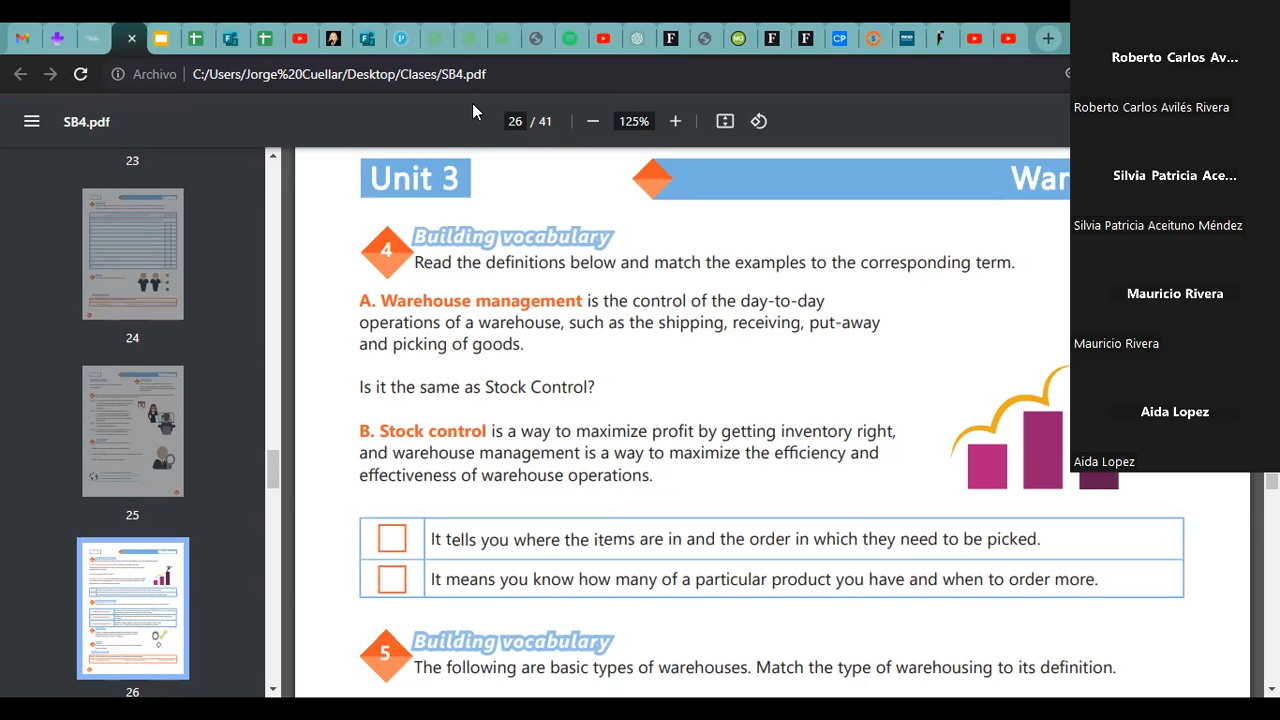 Archivo
C:/Users/Jorge%20Cuellar/Desktop/Clases/SB4.pdf
SB4.pdf
26 / 41
125%
23
24
25
26
Unit 3
War
4
Building vocabulary
Read the definitions below and match the examples to the corresponding term.
A. Warehouse management is the control of the day-to-day
operations of a warehouse, such as the shipping, receiving, put-away
and picking of goods.
Is it the same as Stock Control?
B. Stock control is a way to maximize profit by getting inventory right,
and warehouse management is a way to maximize the efficiency and
effectiveness of warehouse operations.
It tells you where the items are in and the order in which they need to be picked.
It means you know how many of a particular product you have and when to order more.
5
Building vocabulary
The following are basic types of warehouses. Match the type of warehousing to its definition.
Roberto Carlos Av...
Roberto Carlos Avilés Rivera
Silvia Patricia Ace...
Silvia Patricia Aceituno Méndez
Mauricio Rivera
Mauricio Rivera
Aida Lopez
Aida Lopez